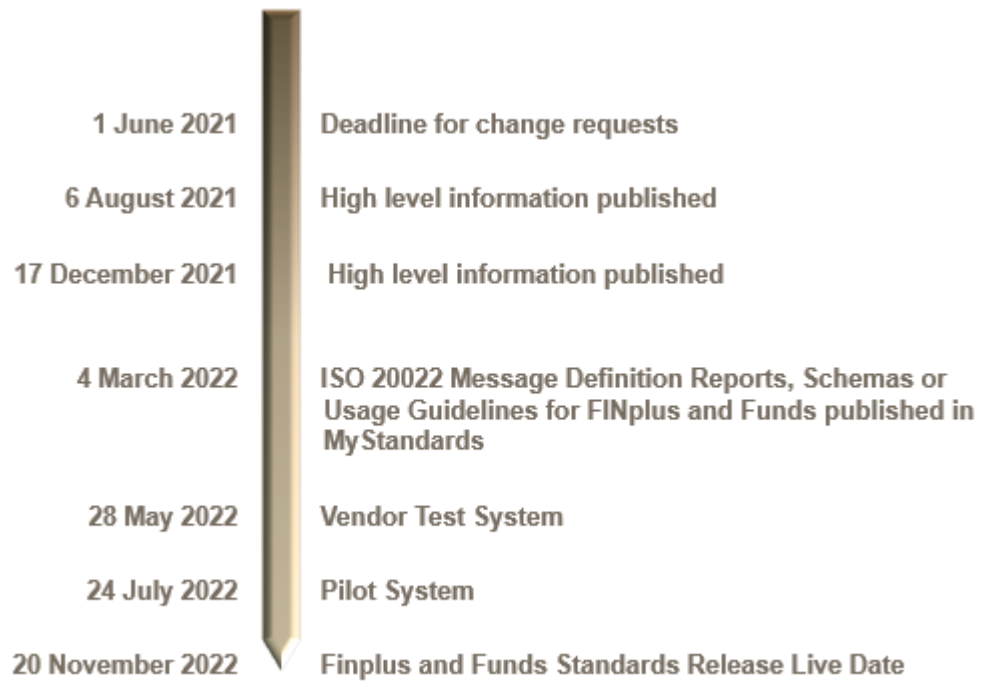 1 June 2021 Deadline for change requests
6 August 2021 High level information published
17 December 2021 High level information published
4 March 2022 ISO 20022 Message Definition Reports, Schemas or
Usage Guidelines for FINplus and Funds published in
MyStandards
28 May 2022 Vendor Test System
24 July 2022 Pilot System
20 November 2022 Finplus and Funds Standards Release Live Date